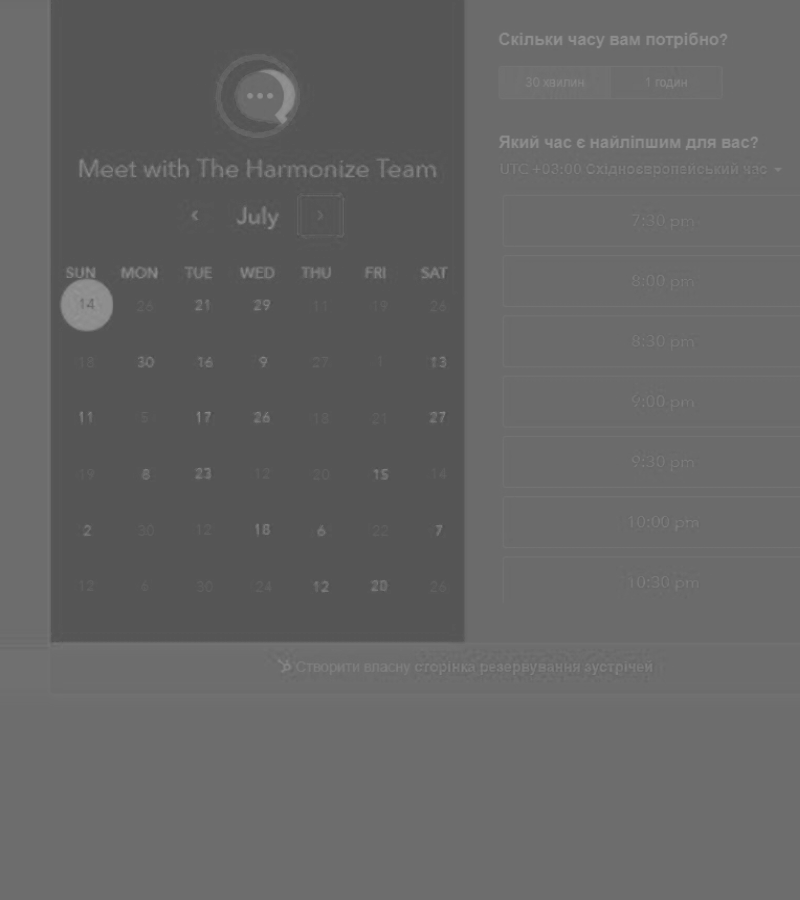 Meet with The Harmonize Team
July
SUN MON TUE WED THU FRI SAT
14 26 21 29 11 19 26
18 30 16 9 27 1 13
11 5 17 26 18 21 27
19 8 23 12 20 15 14
2 30 12 18 6 22 7
12 30 24 12 20 26
Скільки часу вам потрібно?
30 хвилин 1 годин
Який час є найліпшим для вас?
UTC +03:00 Східноєвропейський час
7:30 pm
8:00 pm
8:30 pm
9:00 pm
9:30 pm
10:00 pm
10:30 pm
Створити власну сторінка резервування зустрічей